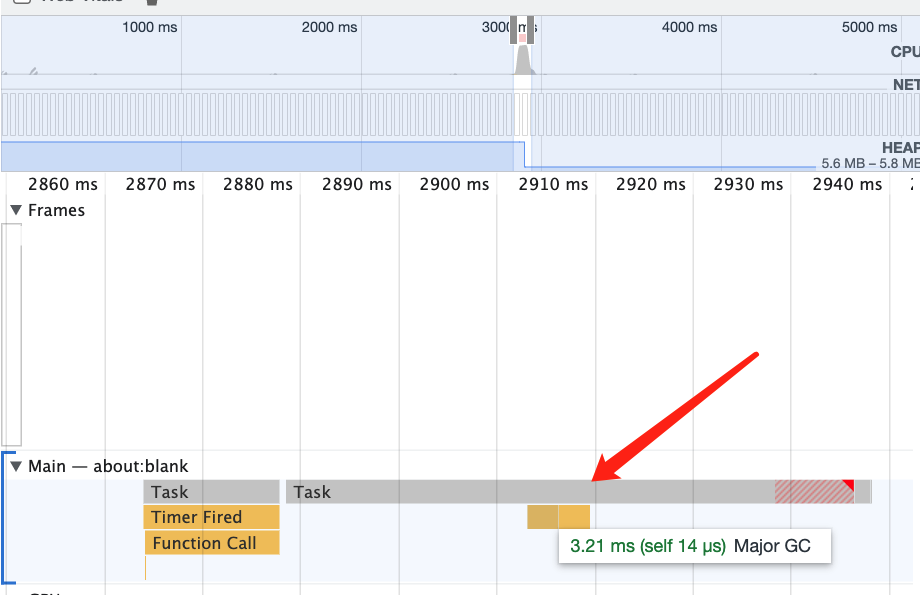 1000 ms 2000 ms 3000 ms 4000 ms 5000 ms
CPU
NET
HEAP
5.6 MB – 5.8 MB
2860 ms 2870 ms 2880 ms 2890 ms 2900 ms 2910 ms 2920 ms 2930 ms 2940 ms
▼ Frames
▼ Main — about:blank
Task Task
Timer Fired
Function Call
3.21 ms (self 14 μs) Major GC